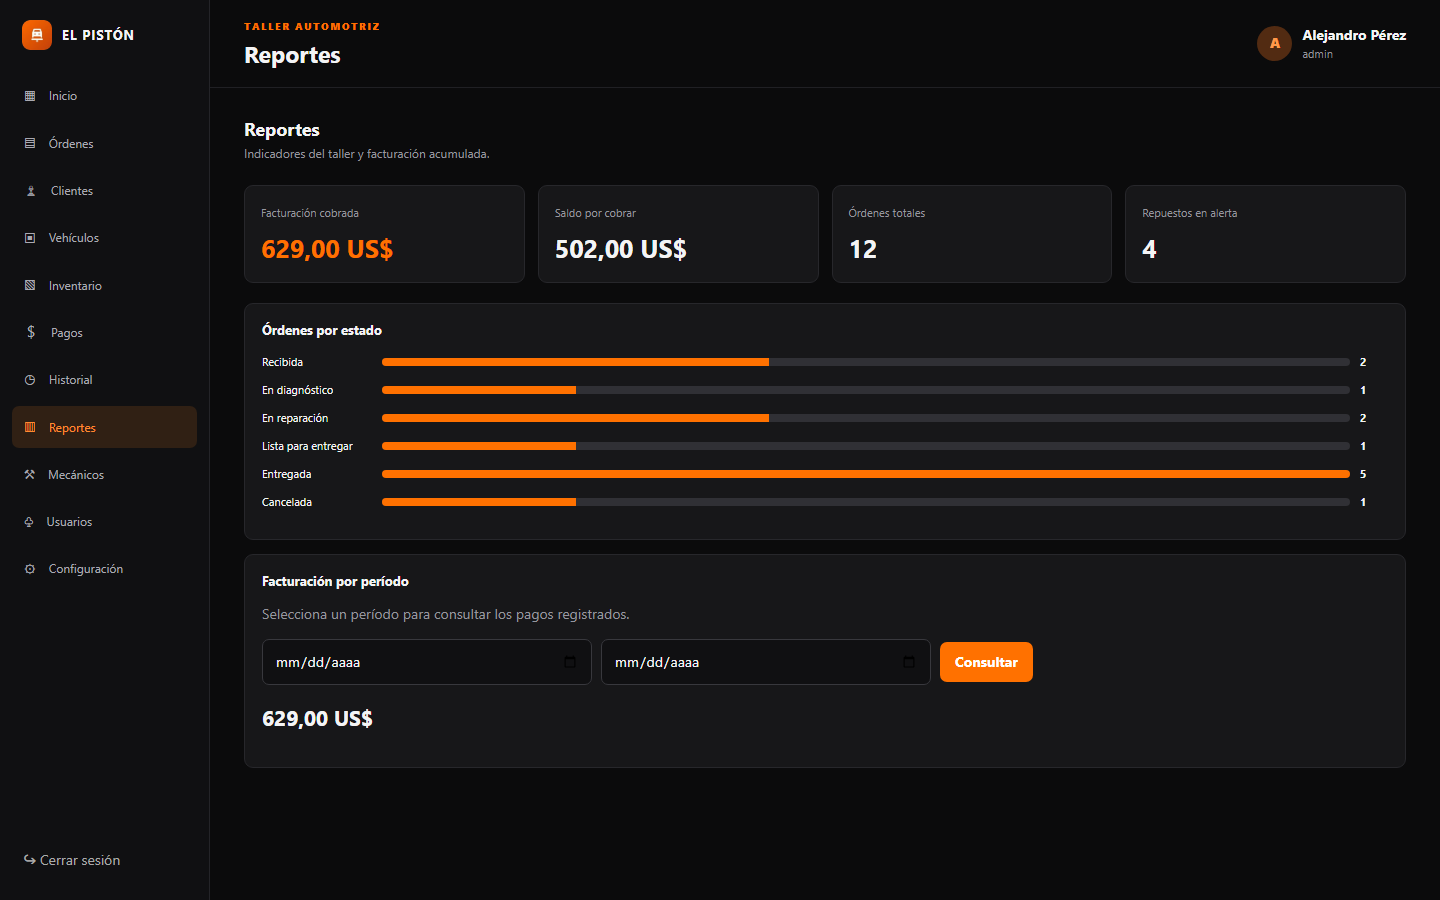 EL PISTÓN
Inicio
Órdenes
Clientes
Vehículos
Inventario
$ Pagos
Historial
Reportes
Mecánicos
Usuarios
Configuración
Cerrar sesión
TALLER AUTOMOTRIZ
Reportes
A
Alejandro Pérez
admin
Reportes
Indicadores del taller y facturación acumulada.
Facturación cobrada
629,00 US$
Saldo por cobrar
502,00 US$
Órdenes totales
12
Repuestos en alerta
4
Órdenes por estado
Recibida 2
En diagnóstico 1
En reparación 2
Lista para entregar 1
Entregada 5
Cancelada 1
Facturación por período
Selecciona un período para consultar los pagos registrados.
mm/dd/aaaa mm/dd/aaaa Consultar
629,00 US$